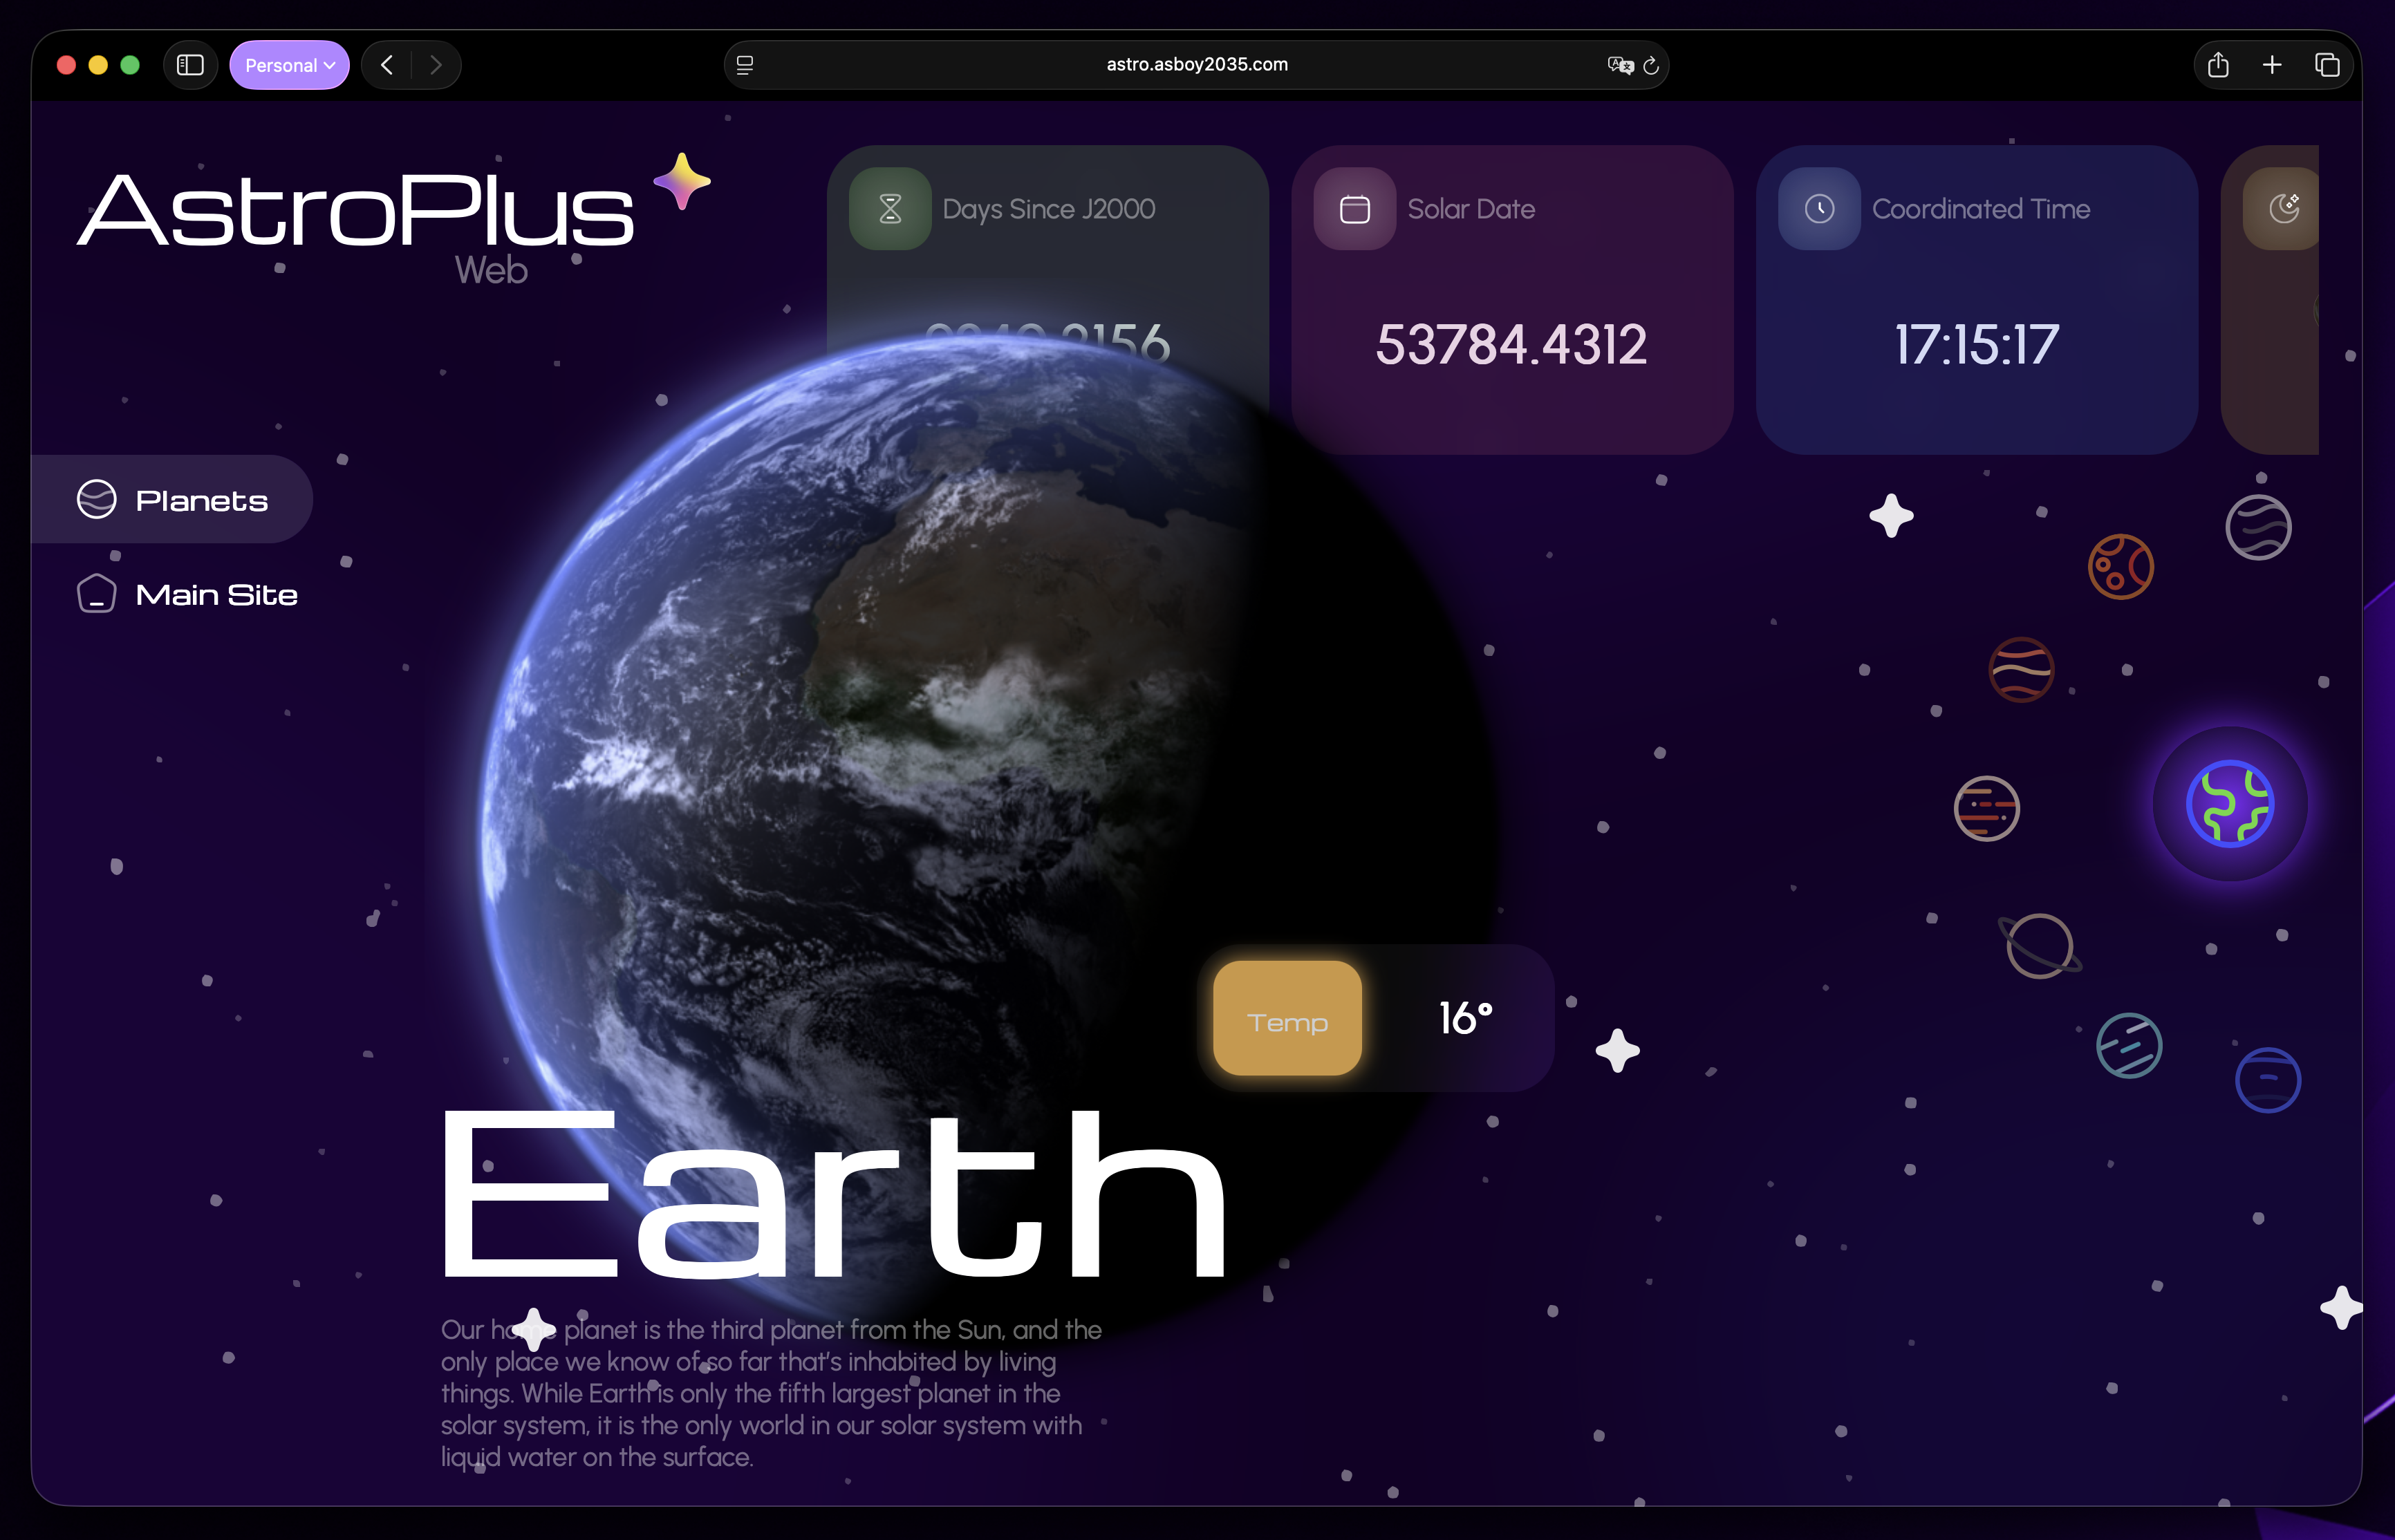 Personal
astro.asboy2035.com
AstroPlus
Web
Days Since J2000
Solar Date
53784.4312
Coordinated Time
17:15:17
Planets
Main Site
Temp
16°
Earth
Our home planet is the third planet from the Sun, and the
only place we know of so far that's inhabited by living
things. While Earth is only the fifth largest planet in the
solar system, it is the only world in our solar system with
liquid water on the surface.